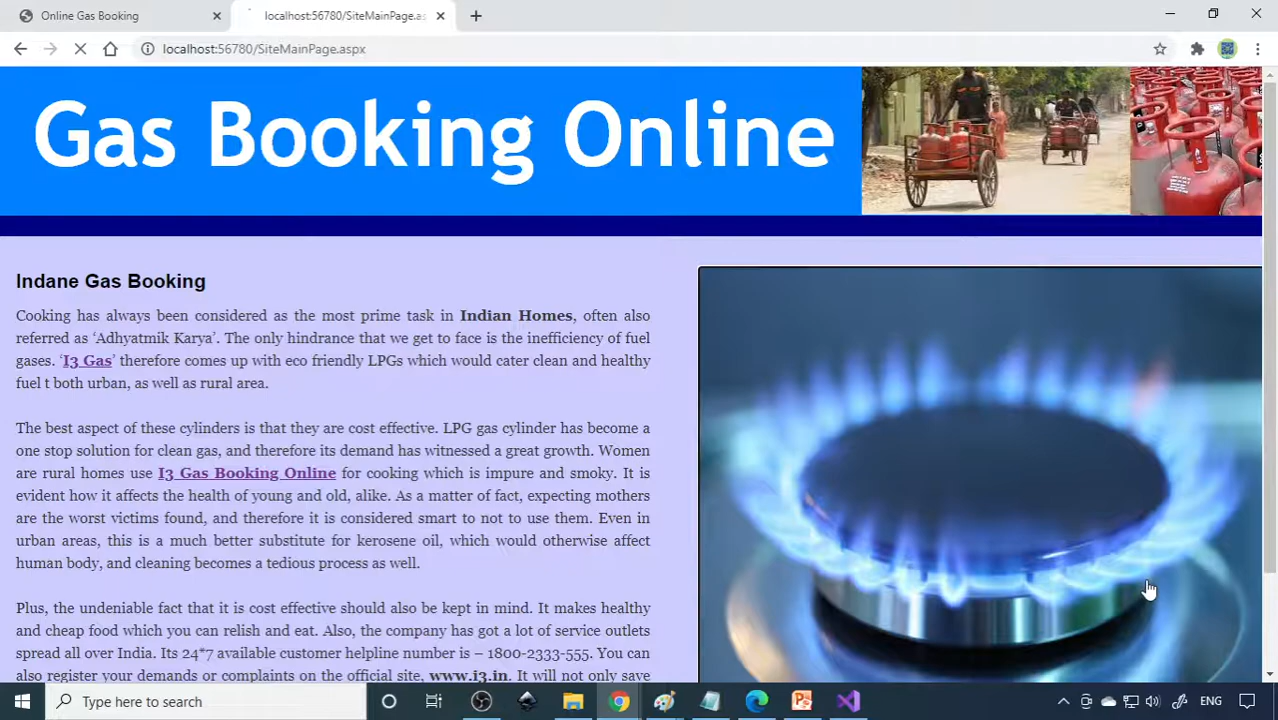 Online Gas Booking
localhost:56780/SiteMainPage.as
localhost:56780/SiteMainPage.aspx
Gas Booking Online
Indane Gas Booking
Cooking has always been considered as the most prime task in Indian Homes, often also
referred as ‘Adhyatmik Karya’. The only hindrance that we get to face is the inefficiency of fuel
gases. ‘I3 Gas’ therefore comes up with eco friendly LPGs which would cater clean and healthy
fuel t both urban, as well as rural area.
The best aspect of these cylinders is that they are cost effective. LPG gas cylinder has become a
one stop solution for clean gas, and therefore its demand has witnessed a great growth. Women
are rural homes use I3 Gas Booking Online for cooking which is impure and smoky. It is
evident how it affects the health of young and old, alike. As a matter of fact, expecting mothers
are the worst victims found, and therefore it is considered smart to not to use them. Even in
urban areas, this is a much better substitute for kerosene oil, which would otherwise affect
human body, and cleaning becomes a tedious process as well.
Plus, the undeniable fact that it is cost effective should also be kept in mind. It makes healthy
and cheap food which you can relish and eat. Also, the company has got a lot of service outlets
spread all over India. Its 24*7 available customer helpline number is – 1800-2333-555. You can
also register your demands or complaints on the official site, www.i3.in. It will not only save
Type here to search
ENG